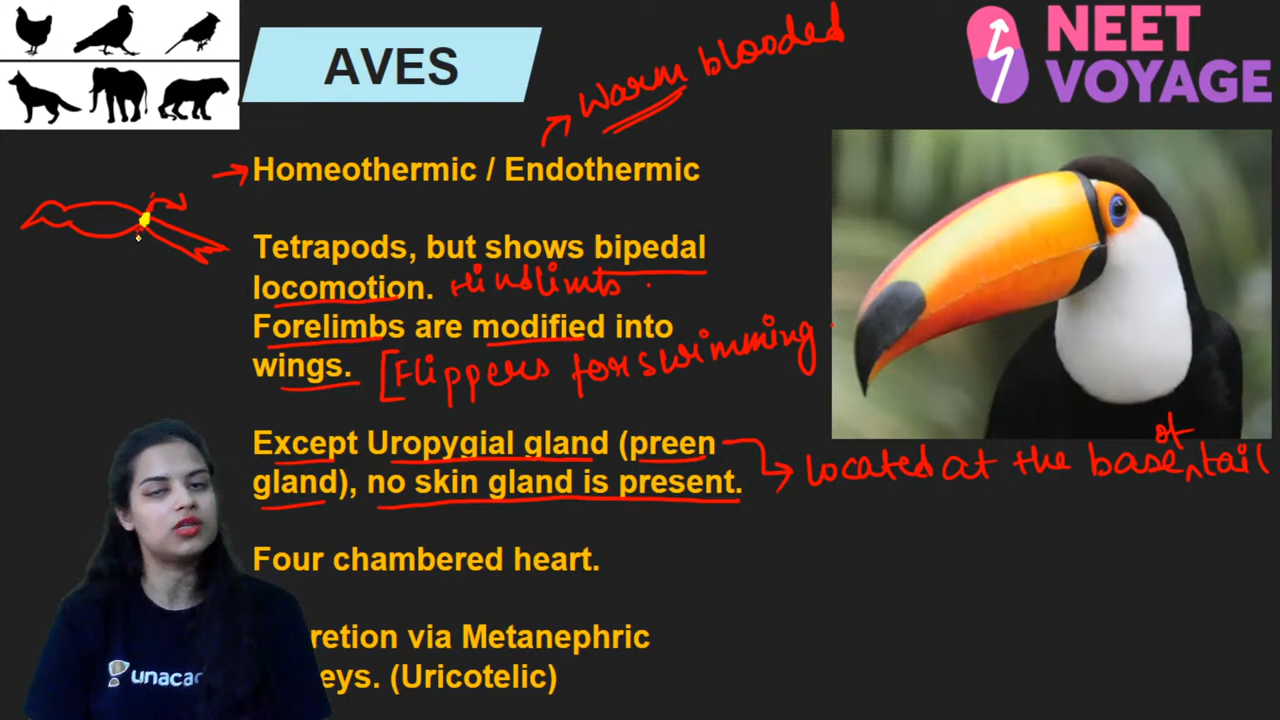 AVES
warm blooded
NEET
VOYAGE
Homeothermic / Endothermic
Tetrapods, but shows bipedal
locomotion. Hindlimbs.
Forelimbs are modified into
wings. [Flippers for swimming
Except Uropygial gland (preen
gland), no skin gland is present.
located at the base of tail
Four chambered heart.
retion via Metanephric
eys. (Uricotelic)
unaca